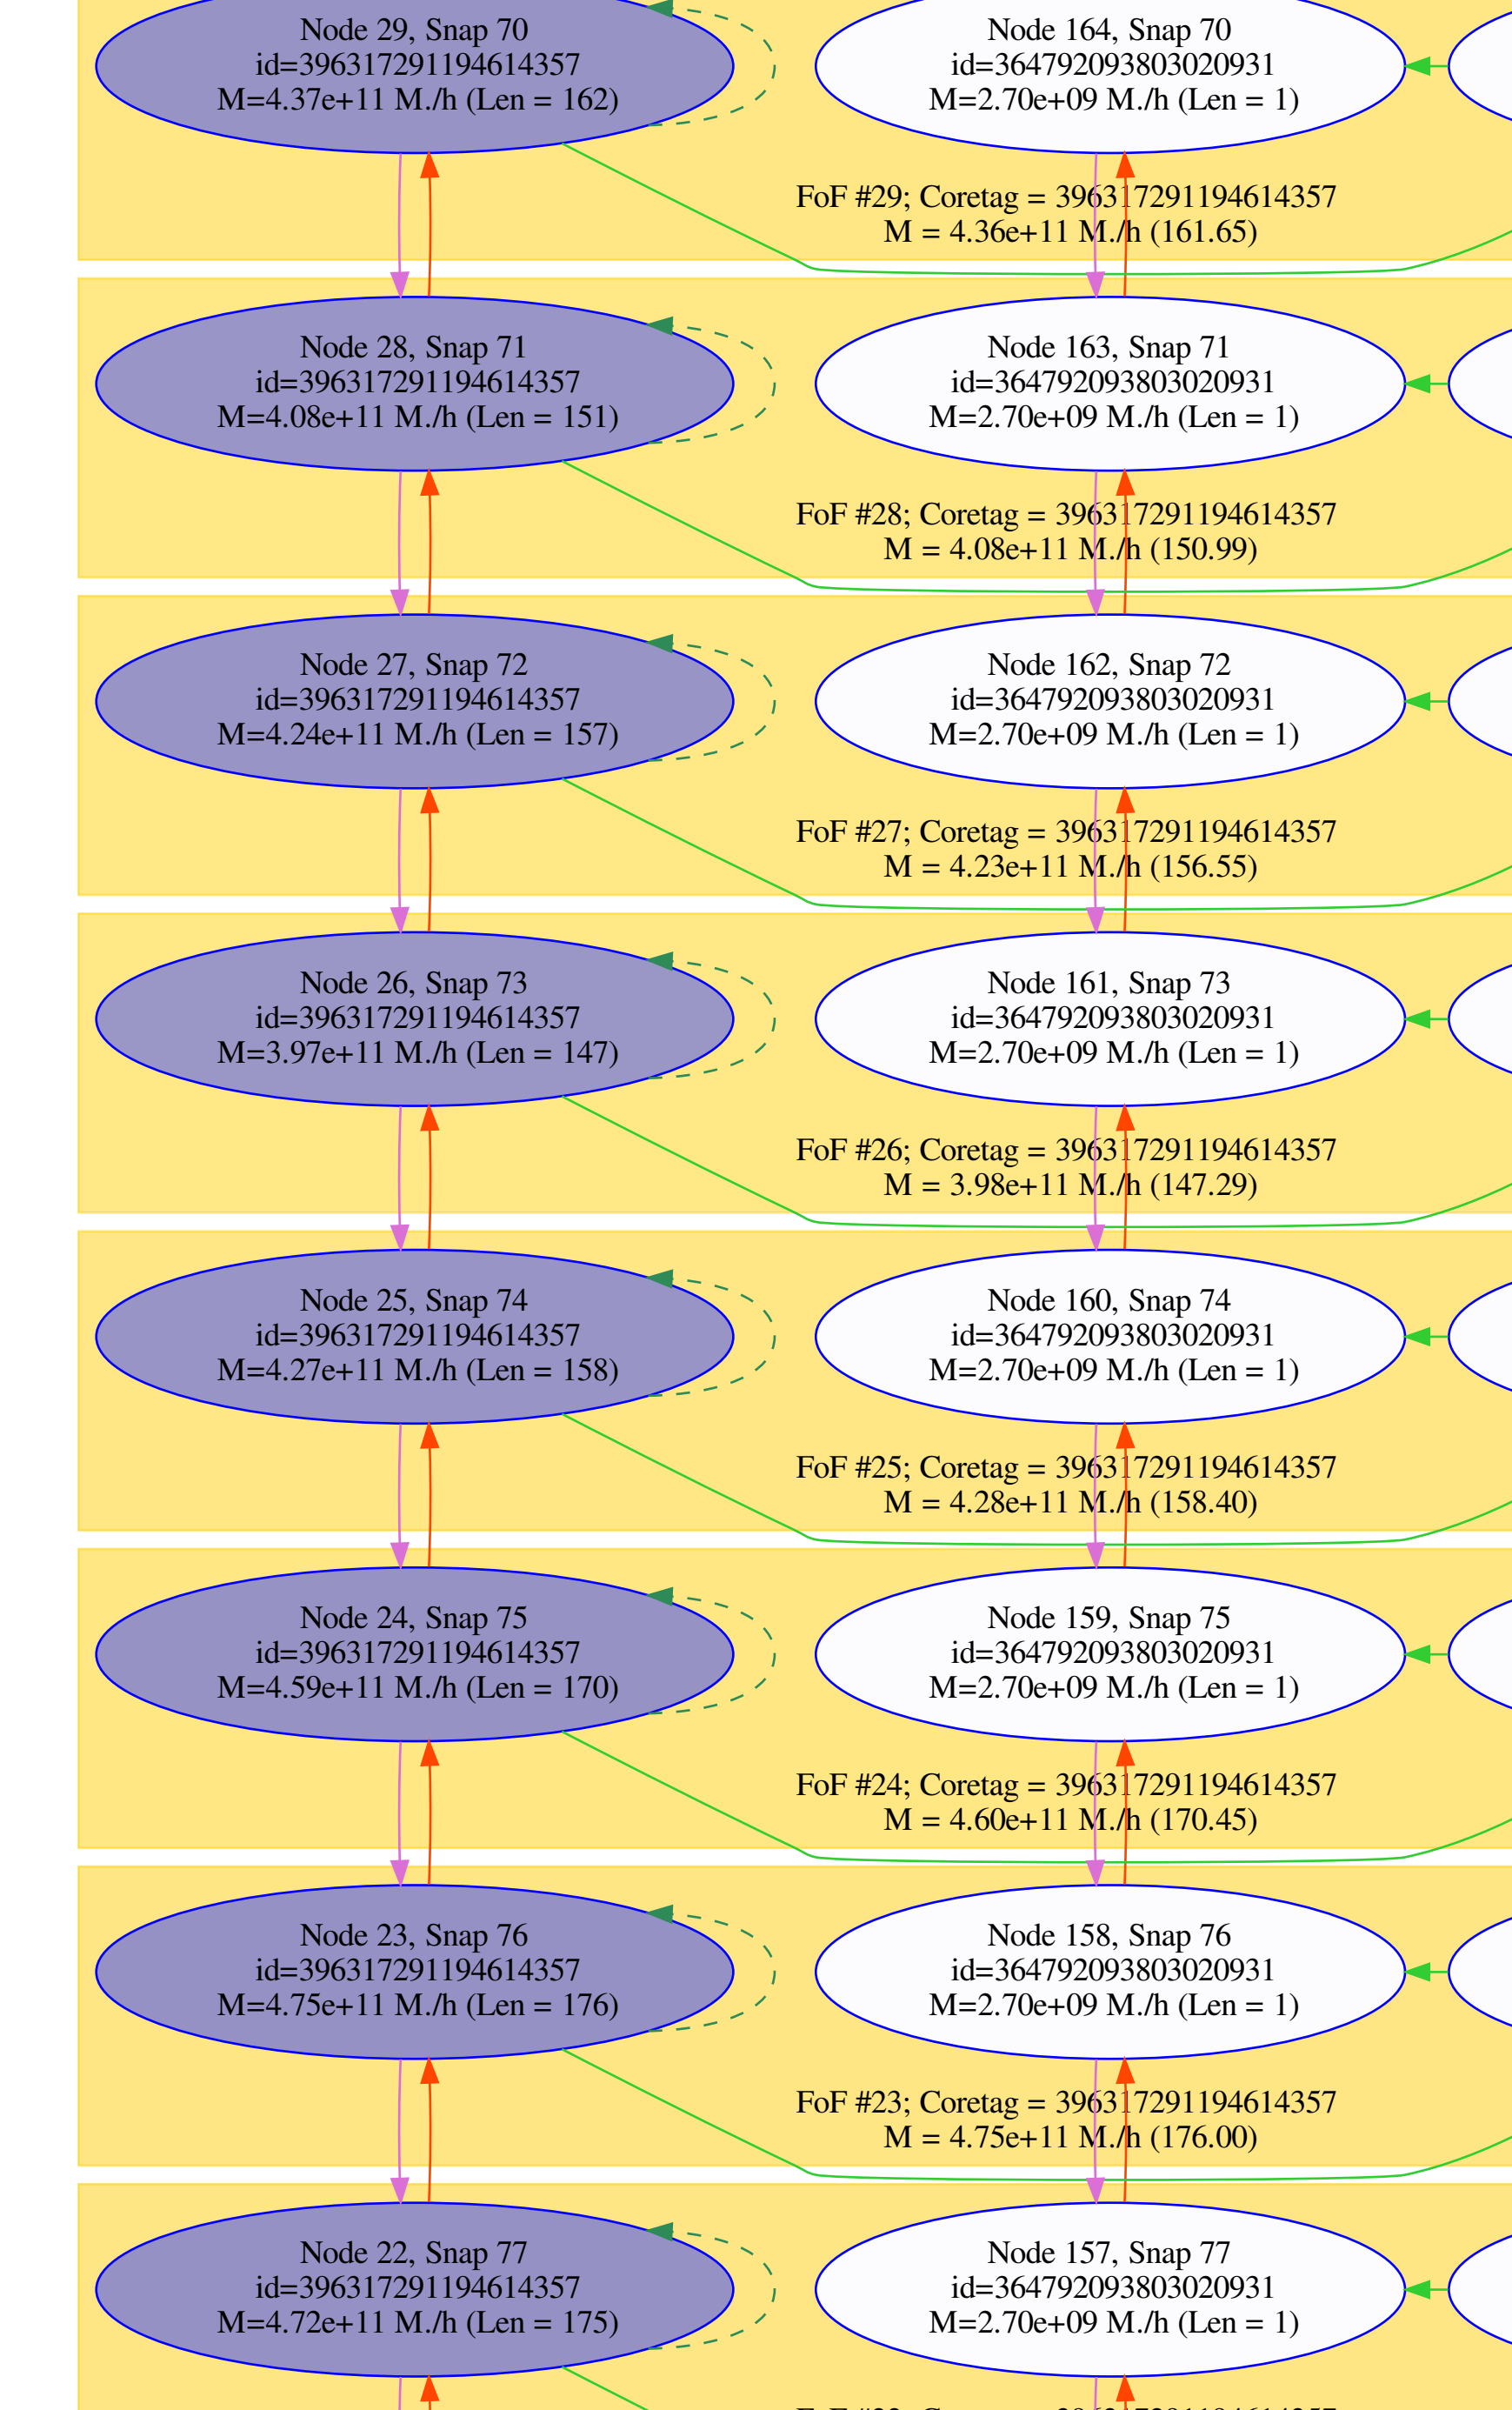 Node 29, Snap 70
id=396317291194614357
M=4.37e+11 M./h (Len = 162)
Node 164, Snap 70
id=364792093803020931
M=2.70e+09 M./h (Len = 1)
FoF #29; Coretag = 396317291194614357
M = 4.36e+11 M./h (161.65)
Node 28, Snap 71
id=396317291194614357
M=4.08e+11 M./h (Len = 151)
Node 163, Snap 71
id=364792093803020931
M=2.70e+09 M./h (Len = 1)
FoF #28; Coretag = 396317291194614357
M = 4.08e+11 M./h (150.99)
Node 27, Snap 72
id=396317291194614357
M=4.24e+11 M./h (Len = 157)
Node 162, Snap 72
id=364792093803020931
M=2.70e+09 M./h (Len = 1)
FoF #27; Coretag = 396317291194614357
M = 4.23e+11 M./h (156.55)
Node 26, Snap 73
id=396317291194614357
M=3.97e+11 M./h (Len = 147)
Node 161, Snap 73
id=364792093803020931
M=2.70e+09 M./h (Len = 1)
FoF #26; Coretag = 396317291194614357
M = 3.98e+11 M./h (147.29)
Node 25, Snap 74
id=396317291194614357
M=4.27e+11 M./h (Len = 158)
Node 160, Snap 74
id=364792093803020931
M=2.70e+09 M./h (Len = 1)
FoF #25; Coretag = 396317291194614357
M = 4.28e+11 M./h (158.40)
Node 24, Snap 75
id=396317291194614357
M=4.59e+11 M./h (Len = 170)
Node 159, Snap 75
id=364792093803020931
M=2.70e+09 M./h (Len = 1)
FoF #24; Coretag = 396317291194614357
M = 4.60e+11 M./h (170.45)
Node 23, Snap 76
id=396317291194614357
M=4.75e+11 M./h (Len = 176)
Node 158, Snap 76
id=364792093803020931
M=2.70e+09 M./h (Len = 1)
FoF #23; Coretag = 396317291194614357
M = 4.75e+11 M./h (176.00)
Node 22, Snap 77
id=396317291194614357
M=4.72e+11 M./h (Len = 175)
Node 157, Snap 77
id=364792093803020931
M=2.70e+09 M./h (Len = 1)